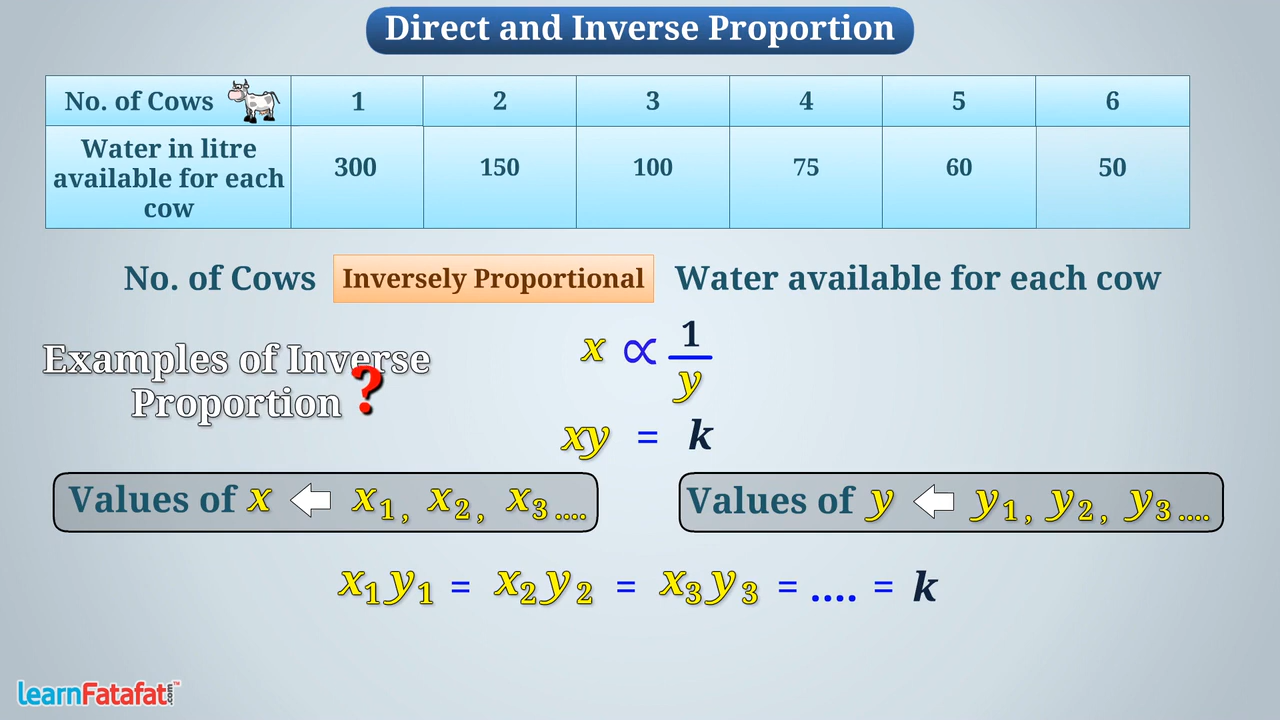 Direct and Inverse Proportion
No. of Cows 1 2 3 4 5 6
Water in litre
available for each
cow
300 150 100 75 60 50
No. of Cows Inversely Proportional Water available for each cow
Examples of Inverse
Proportion ?
x ∝ 1/y
xy = k
Values of x ← x₁, x₂, x₃....
Values of y ← y₁, y₂, y₃....
x₁y₁ = x₂y₂ = x₃y₃ = .... = k
LearnFatafat.com™